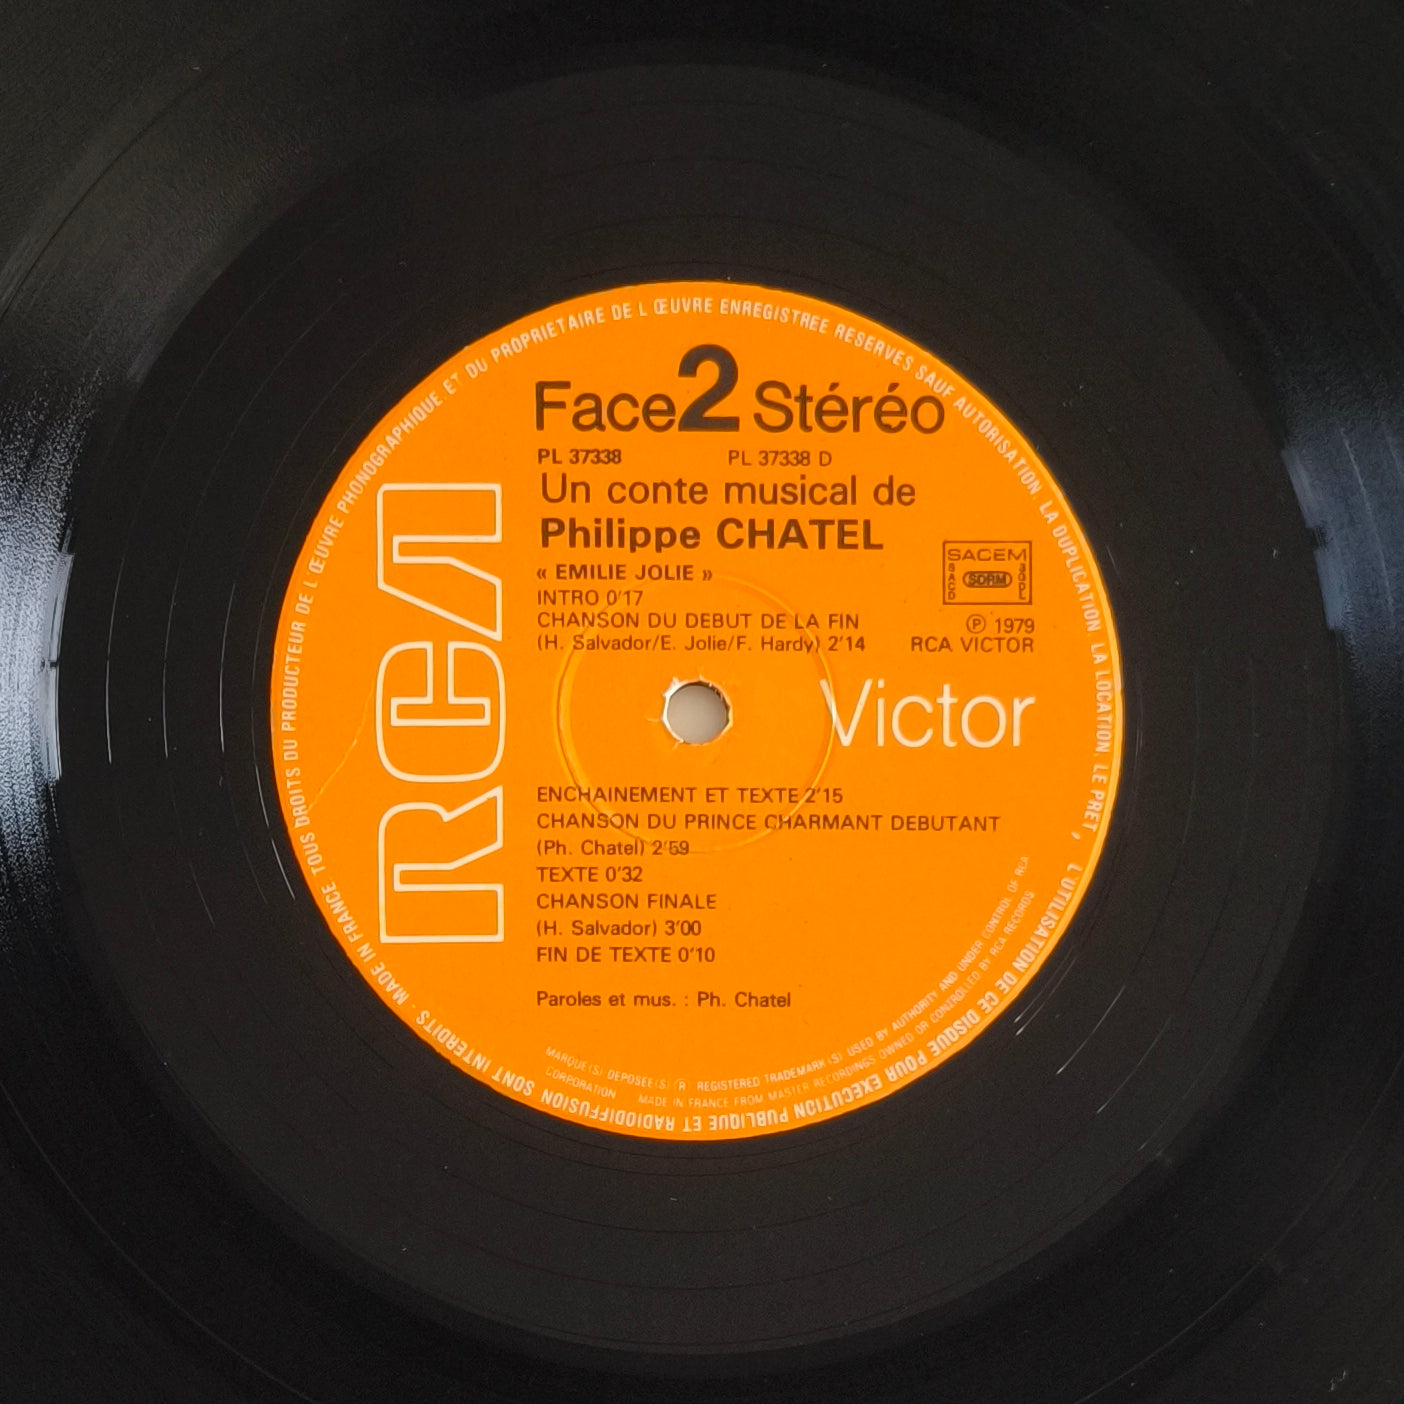 Face 2 Stéréo
PL 37338 PL 37338 D
Un conte musical de
Philippe CHATEL
« EMILIE JOLIE »
INTRO 0'17
CHANSON DU DEBUT DE LA FIN
(H. Salvador/E. Jolie/F. Hardy) 2'14
SACEM
SACD SDRM SGDL
℗ 1979
RCA VICTOR
RCA
Victor
ENCHAINEMENT ET TEXTE 2'15
CHANSON DU PRINCE CHARMANT DEBUTANT
(Ph. Chatel) 2'59
TEXTE 0'32
CHANSON FINALE
(H. Salvador) 3'00
FIN DE TEXTE 0'10
Paroles et mus. : Ph. Chatel
MARQUE(S) DEPOSEE(S) (R) REGISTERED TRADEMARK (S) USED BY AUTHORITY AND UNDER CONTROL OF RCA
CORPORATION MADE IN FRANCE FROM MASTER RECORDINGS OWNED OR CONTROLLED BY RCA RECORDS
MADE IN FRANCE. TOUS DROITS DU PRODUCTEUR DE L ŒUVRE PHONOGRAPHIQUE ET DU PROPRIETAIRE DE L ŒUVRE ENREGISTREE RESERVES SAUF AUTORISATION. LA DUPLICATION. LA LOCATION. LE PRET, L'UTILISATION DE CE DISQUE POUR EXECUTION PUBLIQUE ET RADIODIFFUSION SONT INTERDITS -